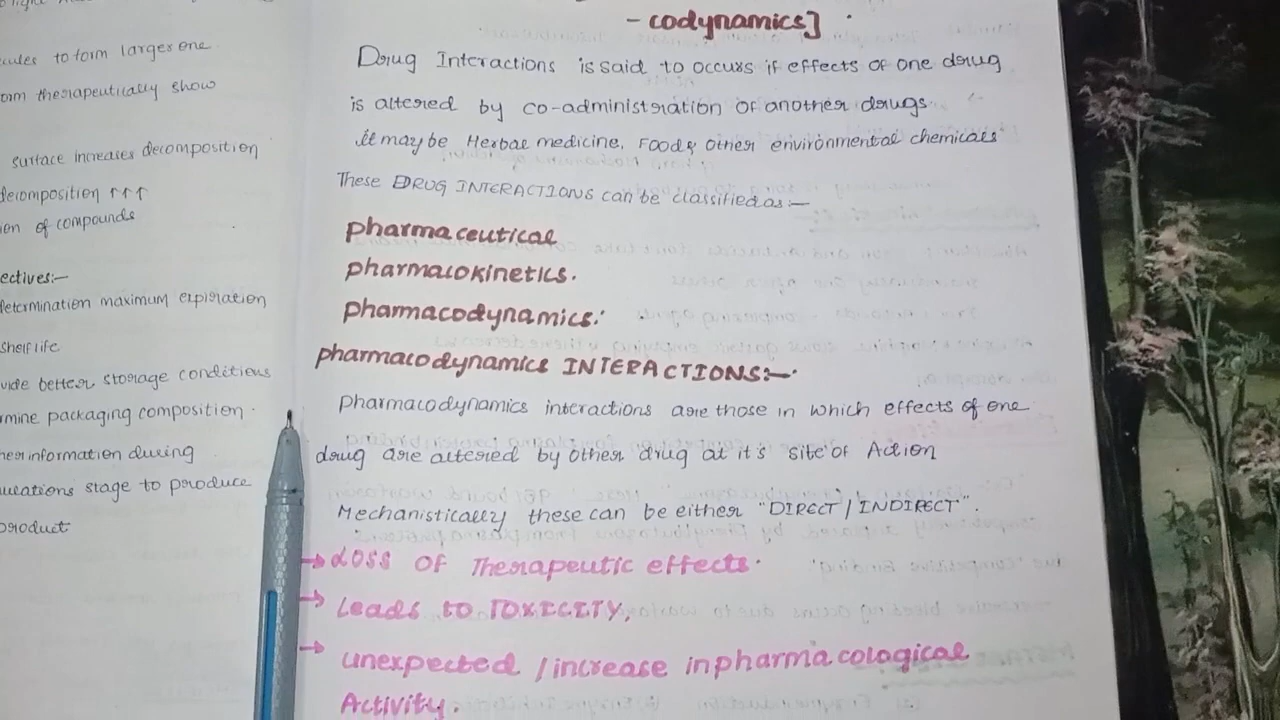 cules to form larger one
orm therapeutically show
surface increases decomposition
decomposition ↑↑↑
ion of compounds
ectives:-
determination maximum expiration
shelf life
vide better storage conditions
rmine packaging composition.
her information during
ulations stage to produce
product
- codynamics]
Drug Interactions is said to occurs if effects of one drug
is altered by co-administration of another drugs.
it may be Herbal medicine, Food & other environmental chemicals
These DRUG INTERACTIONS can be classified as:-
pharmaceutical
pharmacokinetics.
pharmacodynamics:
pharmacodynamics INTERACTIONS:-
pharmacodynamics interactions are those in which effects of one
drug are altered by other drug at it's site of Action
Mechanistically these can be either "DIRECT / INDIRECT".
→ Loss of Therapeutic effects.
→ Leads to TOXICITY,
→ unexpected / increase in pharmacological
Activity.